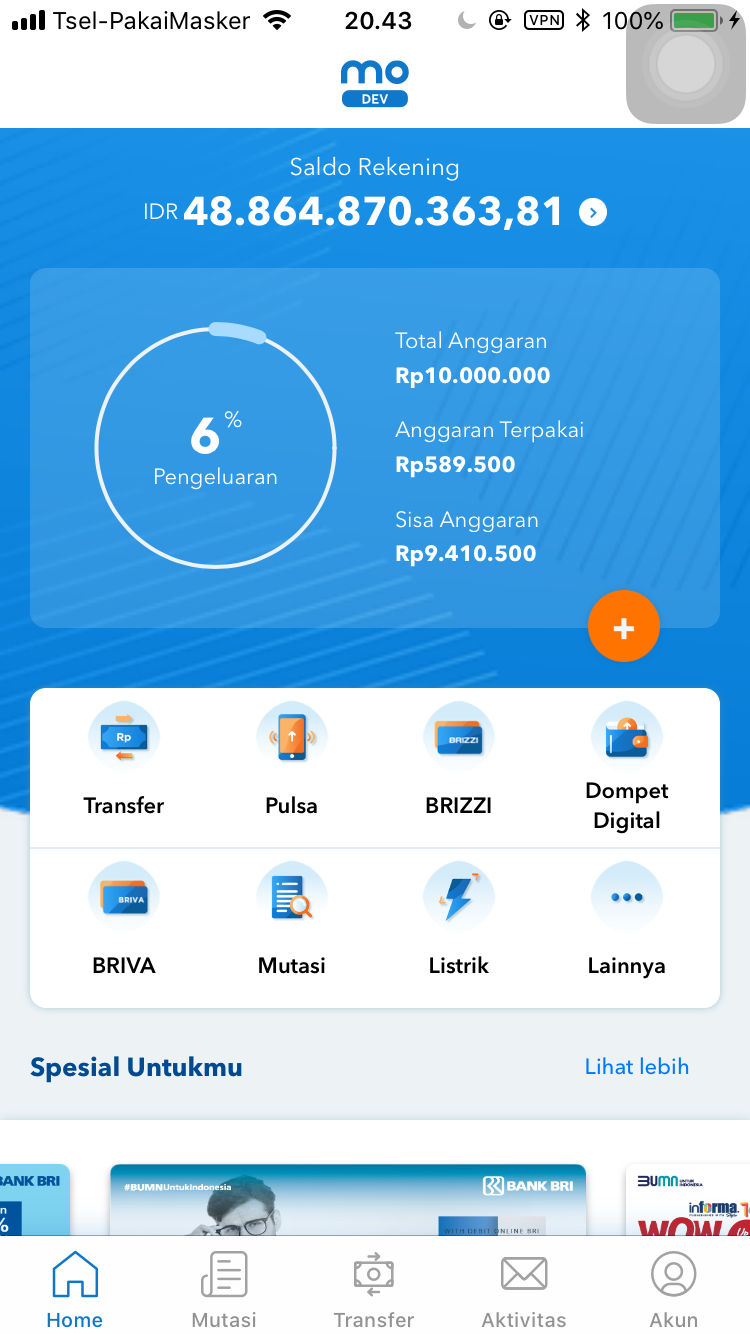 Tsel-PakaiMasker 20.43 VPN 100%
mo
DEV
Saldo Rekening
IDR 48.864.870.363,81
6%
Pengeluaran
Total Anggaran
Rp10.000.000
Anggaran Terpakai
Rp589.500
Sisa Anggaran
Rp9.410.500
+
Rp
BRIZZI
Transfer Pulsa BRIZZI Dompet Digital
BRIVA
BRIVA Mutasi Listrik Lainnya
Spesial Untukmu Lihat lebih
BANK BRI
%
#BUMNUntukIndonesia BANK BRI
WITH DEBIT ONLINE BRI
BUMN UNTUK INDONESIA
informa
WOW
Home Mutasi Transfer Aktivitas Akun